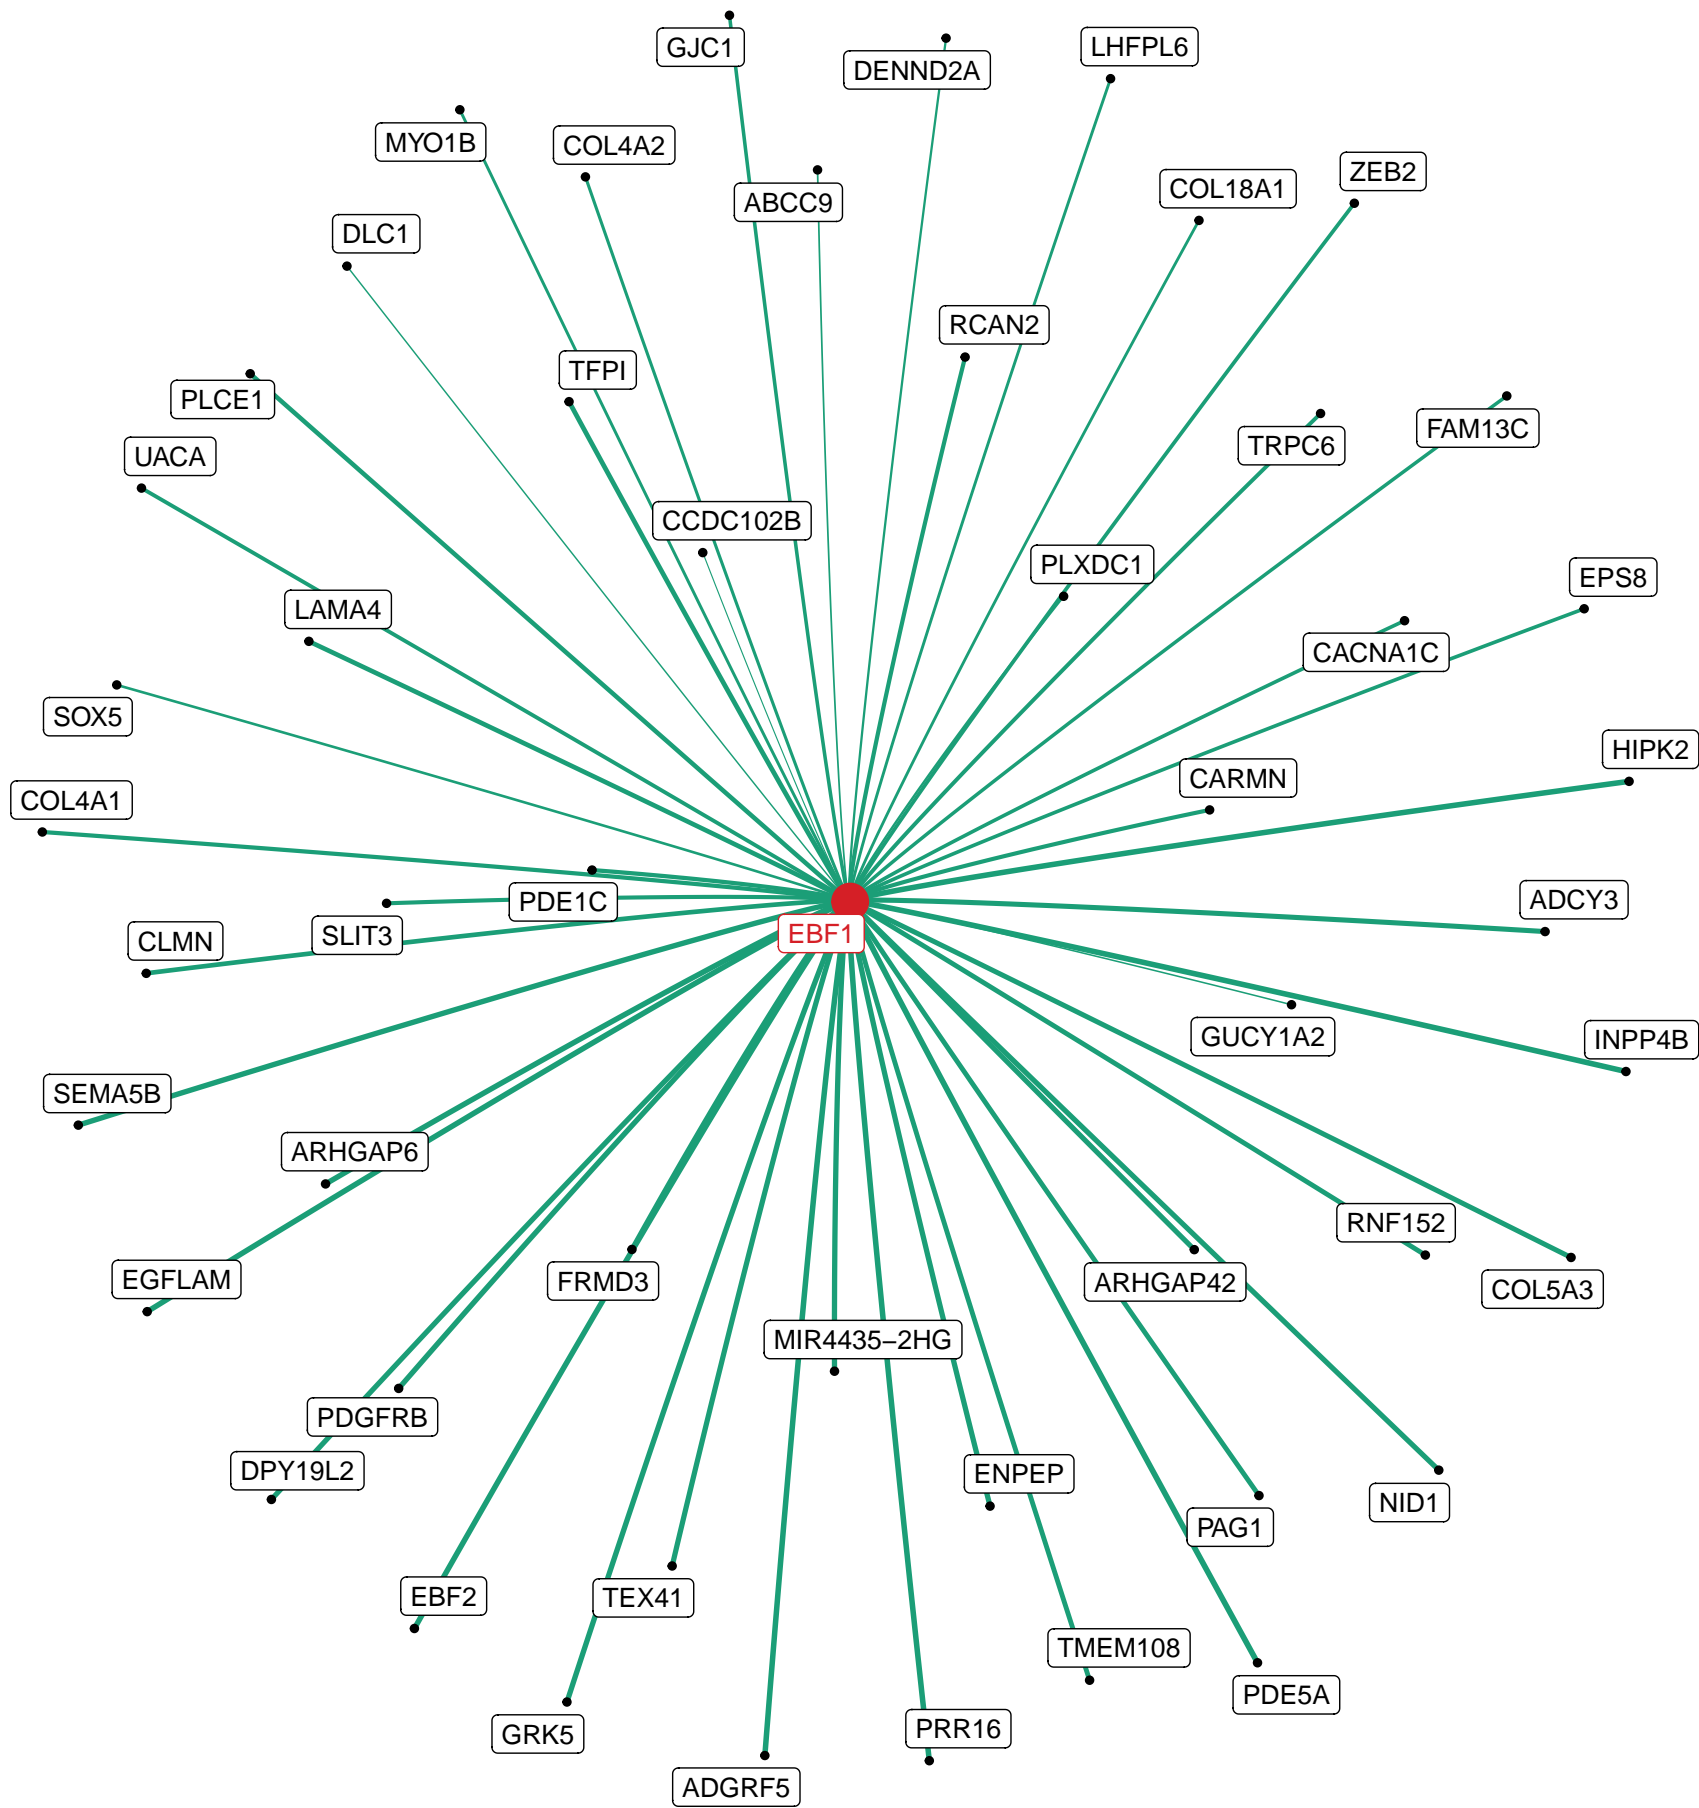 GJC1
LHFPL6
DENND2A
MYO1B
COL4A2
ZEB2
COL18A1
ABCC9
DLC1
RCAN2
TFPI
PLCE1
FAM13C
TRPC6
UACA
CCDC102B
PLXDC1
EPS8
LAMA4
CACNA1C
SOX5
HIPK2
CARMN
COL4A1
ADCY3
PDE1C
EBF1
SLIT3
CLMN
GUCY1A2
INPP4B
SEMA5B
ARHGAP6
RNF152
EGFLAM
FRMD3
ARHGAP42
COL5A3
MIR4435−2HG
PDGFRB
DPY19L2
ENPEP
NID1
PAG1
EBF2
TEX41
TMEM108
PDE5A
PRR16
GRK5
ADGRF5